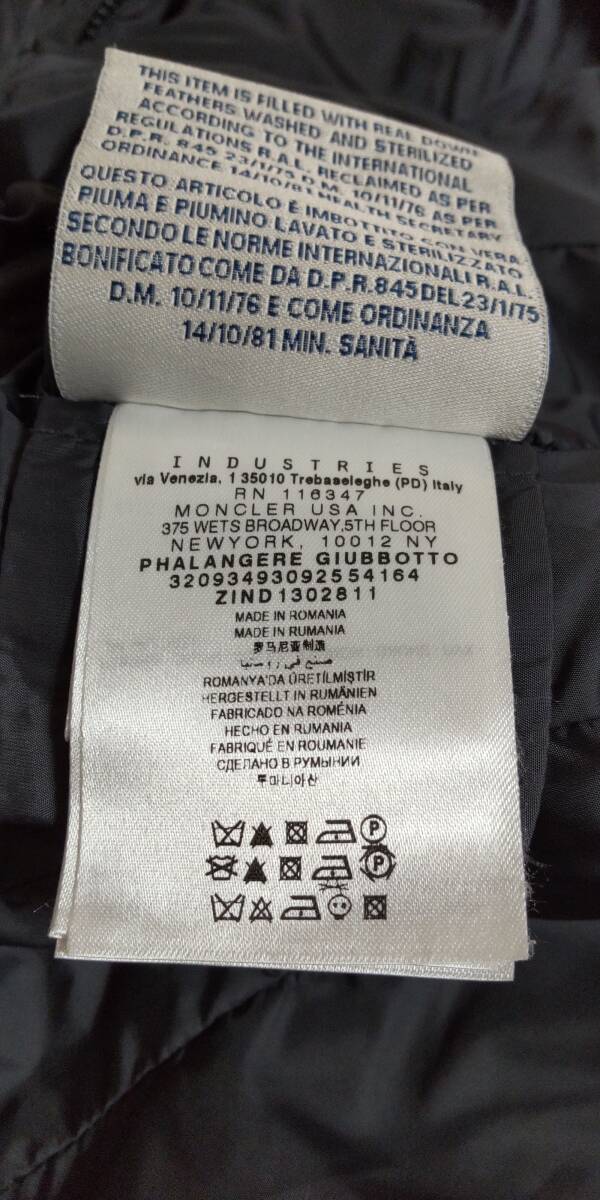 THIS ITEM IS FILLED WITH REAL DOWN
FEATHERS WASHED AND STERILIZED
ACCORDING TO THE INTERNATIONAL
REGULATIONS R.A.L. RECLAIMED AS PER
D.P.R. 845 23/1/75 D.M. 10/11/76 AS PER
ORDINANCE 14/10/81 HEALTH SECRETARY
QUESTO ARTICOLO È IMBOTTITO CON VERA
PIUMA E PIUMINO LAVATO E STERILIZZATO
SECONDO LE NORME INTERNAZIONALI R.A.L.
BONIFICATO COME DA D.P.R. 845 DEL 23/1/75
D.M. 10/11/76 E COME ORDINANZA
14/10/81 MIN. SANITÀ
INDUSTRIES
via Venezia, 1 35010 Trebaseleghe (PD) Italy
RN 116347
MONCLER USA INC.
375 WETS BROADWAY,5TH FLOOR
NEWYORK, 10012 NY
PHALANGERE GIUBBOTTO
320934930925 54164
ZIND1302811
MADE IN ROMANIA
MADE IN RUMANIA
罗马尼亚制造
صنع في رومانيا
ROMANYA'DA ÜRETİLMİŞTİR
HERGESTELLT IN RUMÄNIEN
FABRICADO NA ROMÉNIA
HECHO EN RUMANIA
FABRIQUÉ EN ROUMANIE
СДЕЛАНО В РУМЫНИИ
루마니아산
P
P